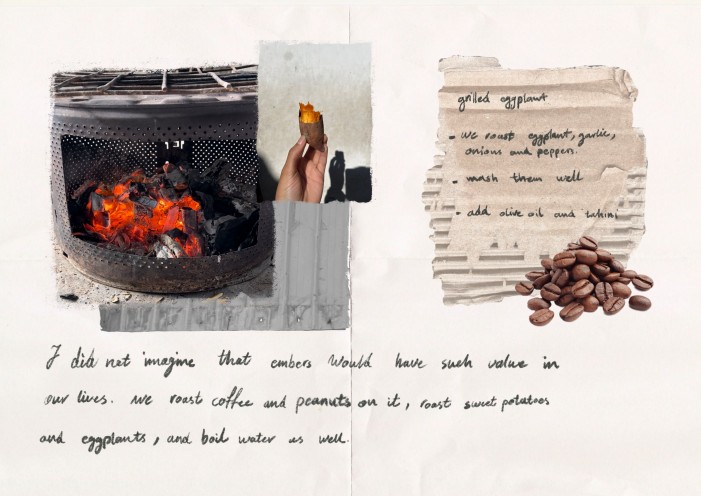 grilled eggplant
• we roast eggplant, garlic,
onions and peppers.
• mash them well
• add olive oil and tahini
I did not imagine that embers would have such value in
our lives. we roast coffee and peanuts on it, roast sweet potatoes
and eggplants, and boil water as well.